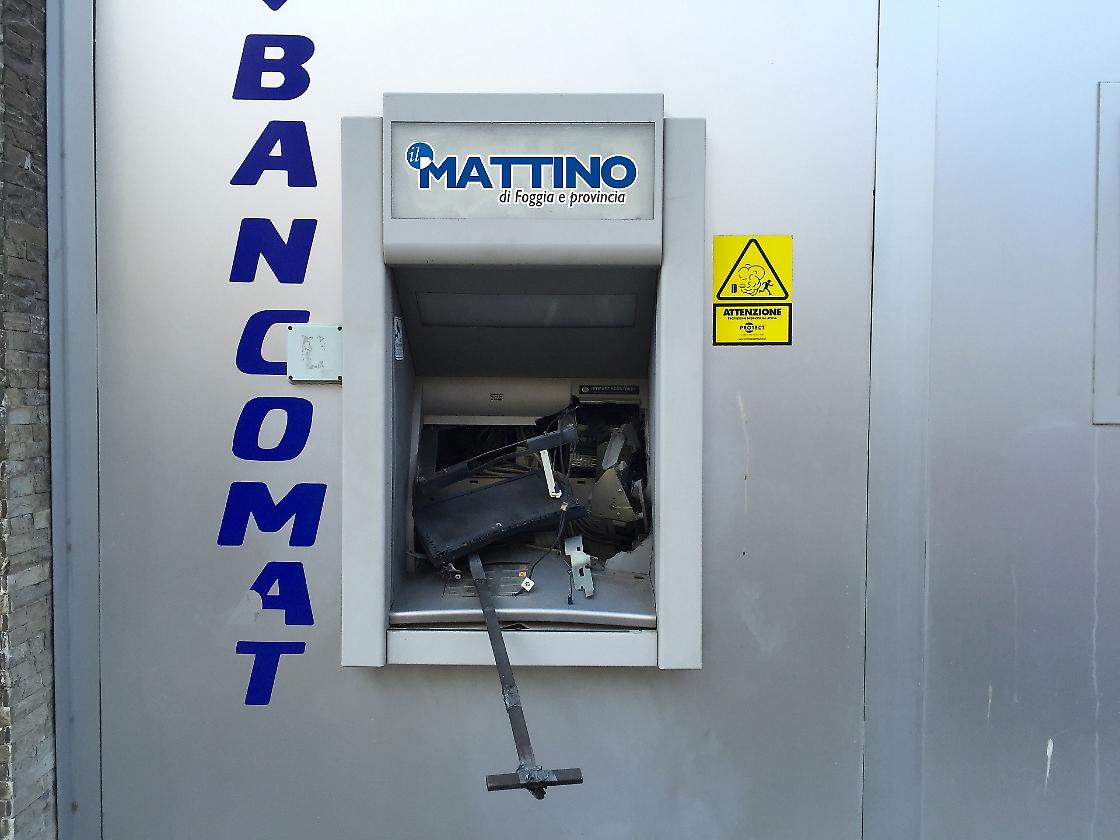 BANCOMAT
il MATTINO
di Foggia e provincia
ATTENZIONE
PROTECT